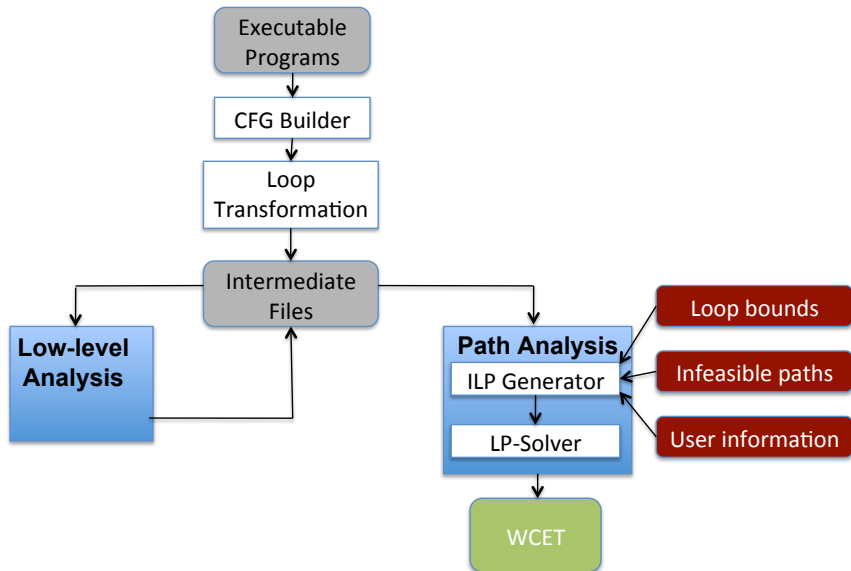 Executable
Programs
CFG Builder
Loop
Transformation
Intermediate
Files
Low-level
Analysis
Path Analysis
ILP Generator
LP-Solver
Loop bounds
Infeasible paths
User information
WCET